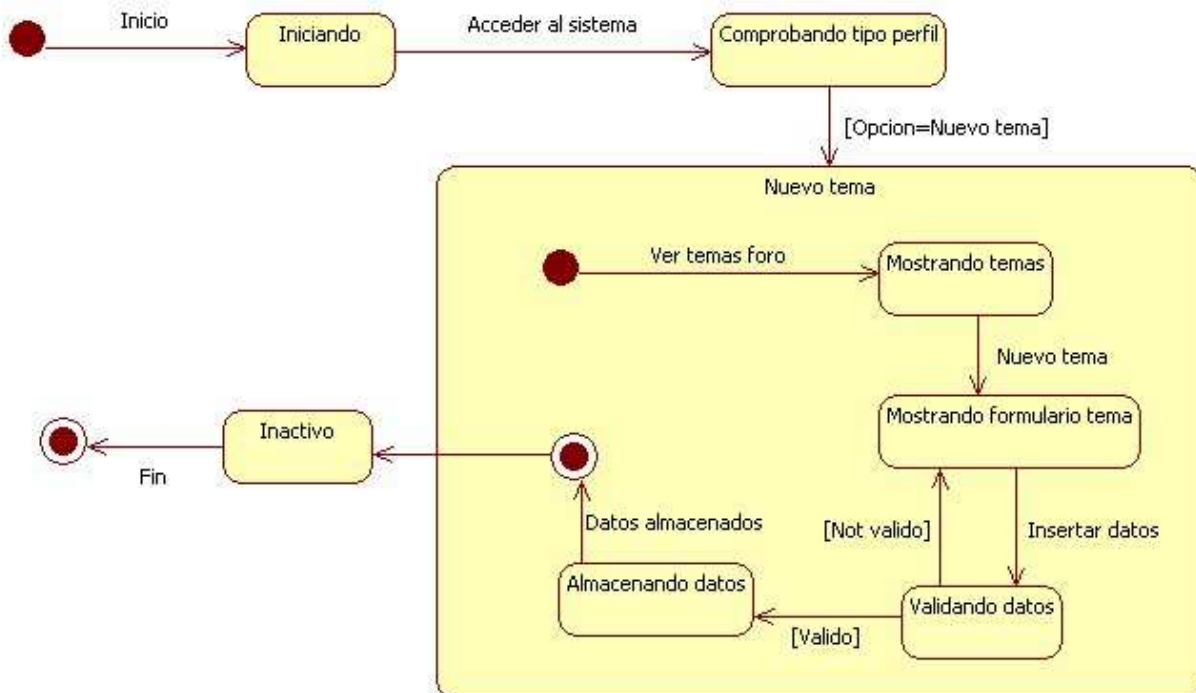 Inicio
Iniciando
Acceder al sistema
Comprobando tipo perfil
[Opcion=Nuevo tema]
Nuevo tema
Ver temas foro
Mostrando temas
Nuevo tema
Mostrando formulario tema
Inactivo
Fin
Datos almacenados
[Not valido]
Insertar datos
Almacenando datos
Validando datos
[Valido]